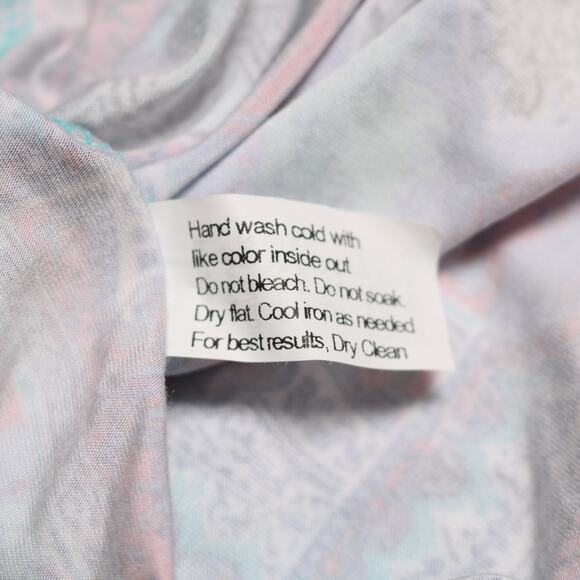 Hand wash cold with
like color inside out
Do not bleach. Do not soak.
Dry flat. Cool iron as needed
For best results, Dry Clean